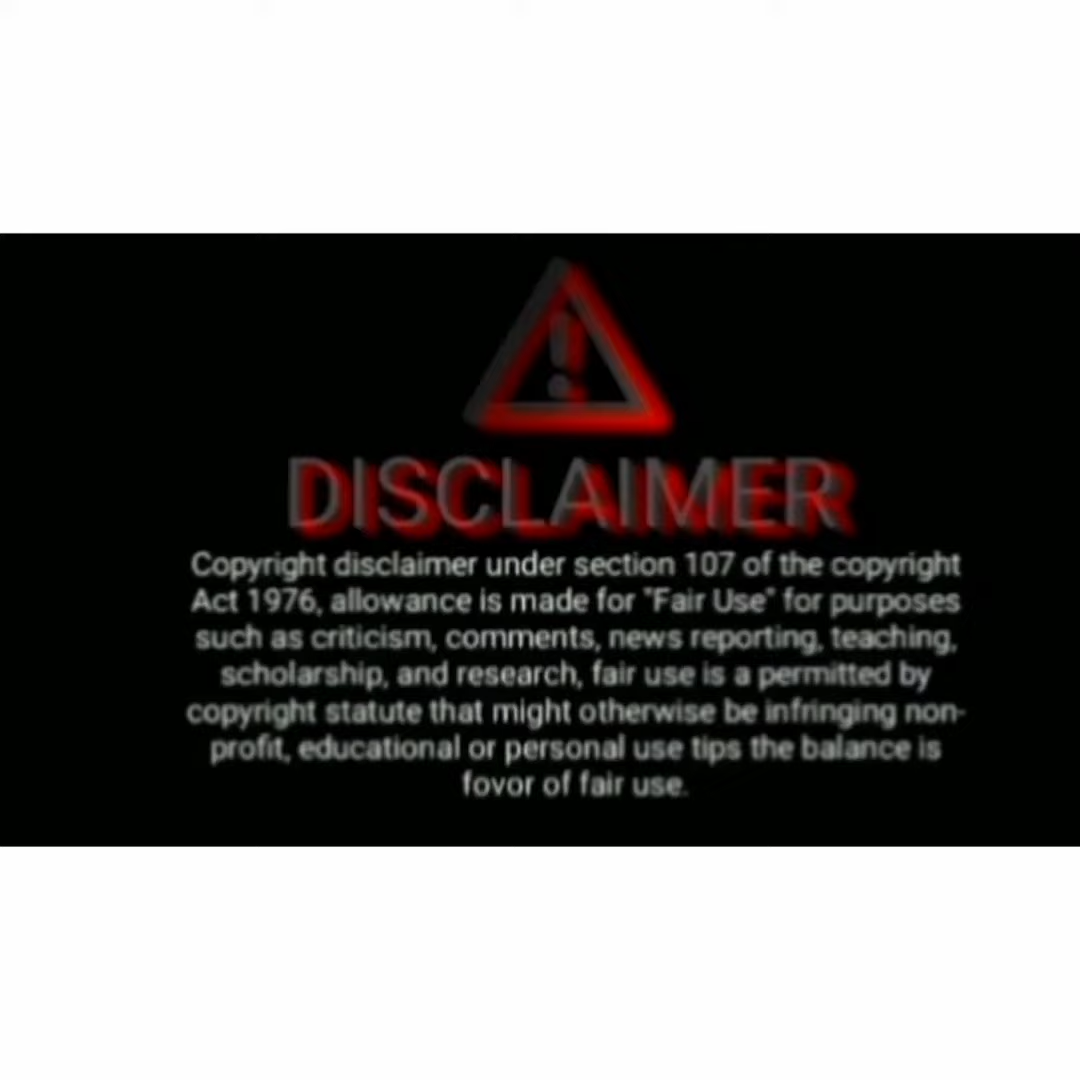 DISCLAIMER
Copyright disclaimer under section 107 of the copyright
Act 1976, allowance is made for "Fair Use" for purposes
such as criticism, comments, news reporting, teaching,
scholarship, and research, fair use is a permitted by
copyright statute that might otherwise be infringing non-
profit, educational or personal use tips the balance is
fovor of fair use.